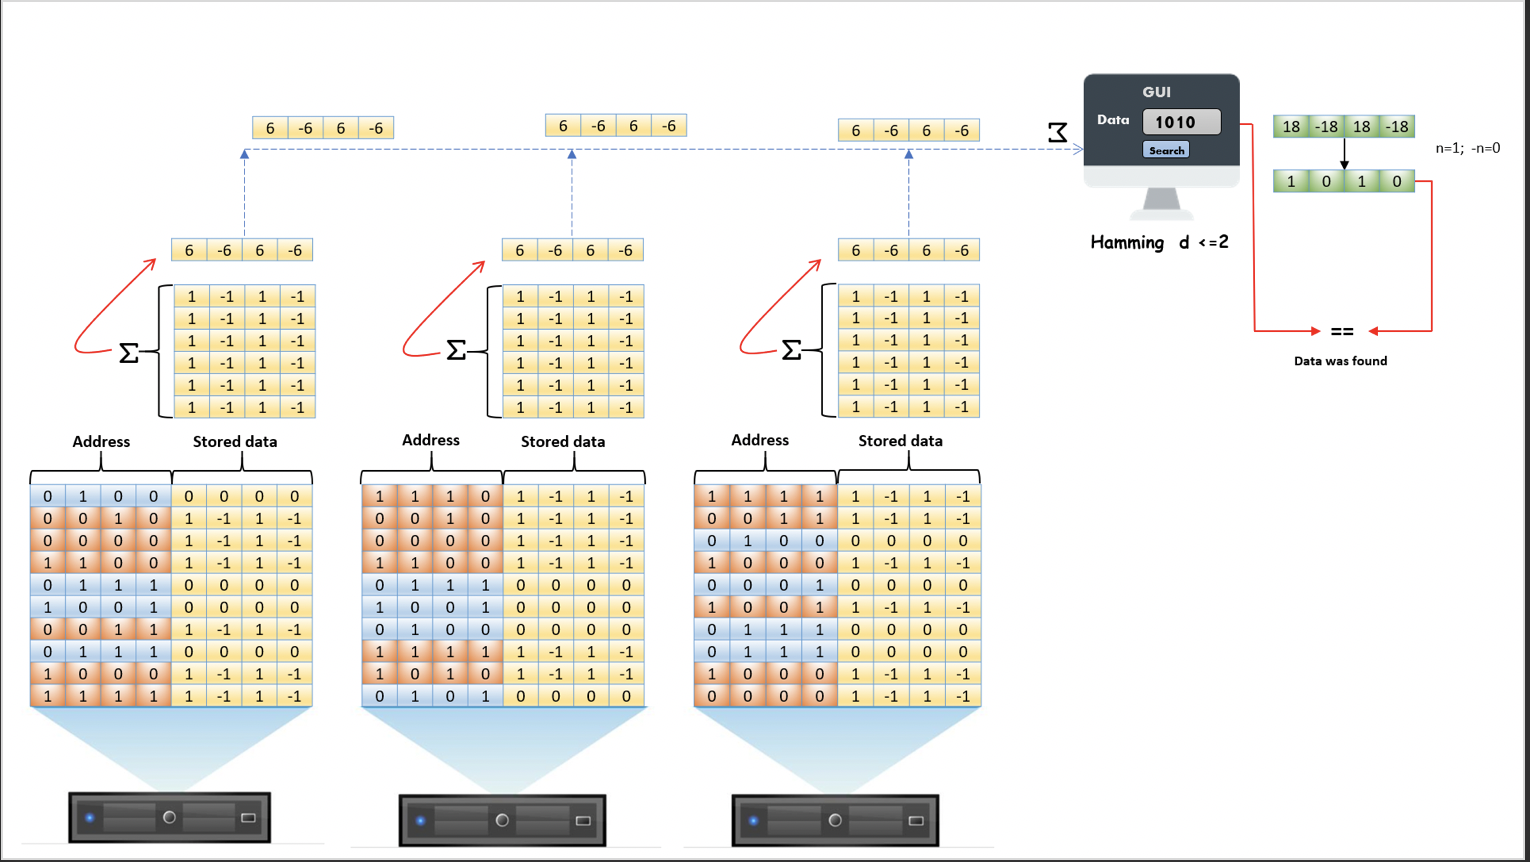 GUI
Data 1010
Search
Σ
Hamming d <=2
6 -6 6 -6
6 -6 6 -6
6 -6 6 -6
18 -18 18 -18
n=1; -n=0
1 0 1 0
==
Data was found
6 -6 6 -6
Σ
1 -1 1 -1
1 -1 1 -1
1 -1 1 -1
1 -1 1 -1
1 -1 1 -1
1 -1 1 -1
Address Stored data
0 1 0 0 0 0 0 0
0 0 1 0 1 -1 1 -1
0 0 0 0 1 -1 1 -1
1 1 0 0 1 -1 1 -1
0 1 1 1 0 0 0 0
1 0 0 1 0 0 0 0
0 0 1 1 1 -1 1 -1
0 1 1 1 0 0 0 0
1 0 0 0 1 -1 1 -1
1 1 1 1 1 -1 1 -1
6 -6 6 -6
Σ
1 -1 1 -1
1 -1 1 -1
1 -1 1 -1
1 -1 1 -1
1 -1 1 -1
1 -1 1 -1
Address Stored data
1 1 1 0 1 -1 1 -1
0 0 1 0 1 -1 1 -1
0 0 0 0 1 -1 1 -1
1 1 0 0 1 -1 1 -1
0 1 1 1 0 0 0 0
1 0 0 1 0 0 0 0
0 1 0 0 0 0 0 0
1 1 1 1 1 -1 1 -1
1 0 1 0 1 -1 1 -1
0 1 0 1 0 0 0 0
6 -6 6 -6
Σ
1 -1 1 -1
1 -1 1 -1
1 -1 1 -1
1 -1 1 -1
1 -1 1 -1
1 -1 1 -1
Address Stored data
1 1 1 1 1 -1 1 -1
0 0 1 1 1 -1 1 -1
0 1 0 0 0 0 0 0
1 0 0 0 1 -1 1 -1
0 0 0 1 0 0 0 0
1 0 0 1 1 -1 1 -1
0 1 1 1 0 0 0 0
0 1 1 1 0 0 0 0
1 0 0 0 1 -1 1 -1
0 0 0 0 1 -1 1 -1